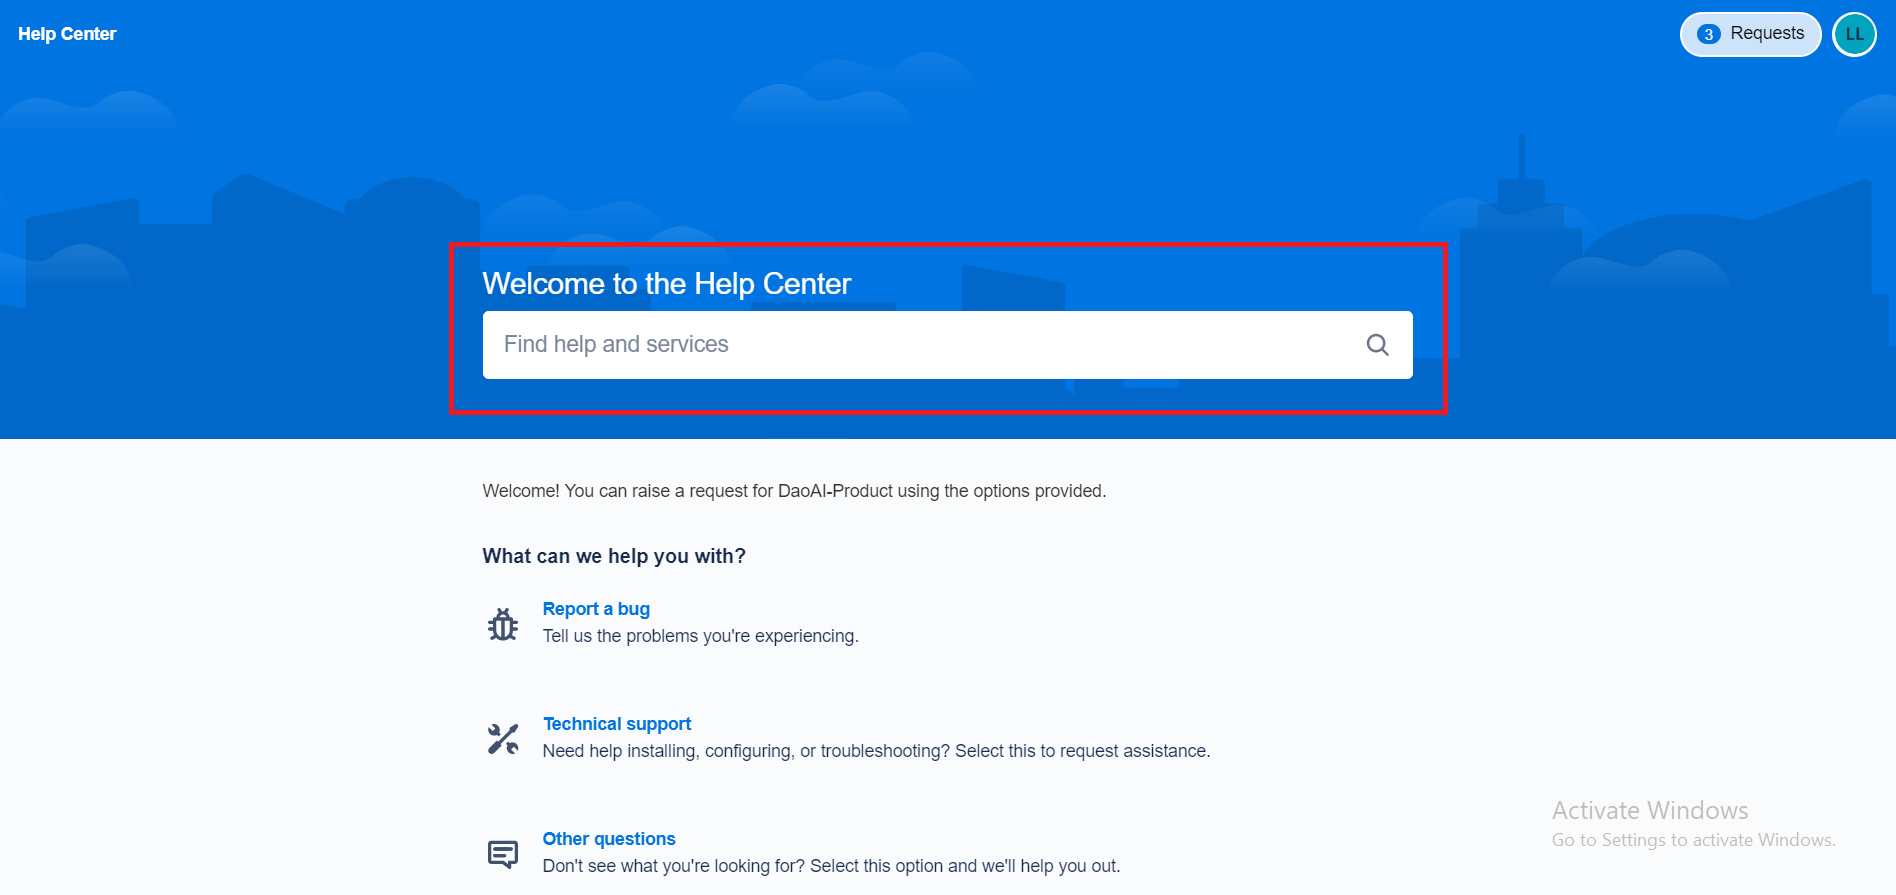 Help Center
3 Requests
LL
Welcome to the Help Center
Find help and services
Welcome! You can raise a request for DaoAI-Product using the options provided.
What can we help you with?
Report a bug
Tell us the problems you're experiencing.
Technical support
Need help installing, configuring, or troubleshooting? Select this to request assistance.
Other questions
Don't see what you're looking for? Select this option and we'll help you out.
Activate Windows
Go to Settings to activate Windows.